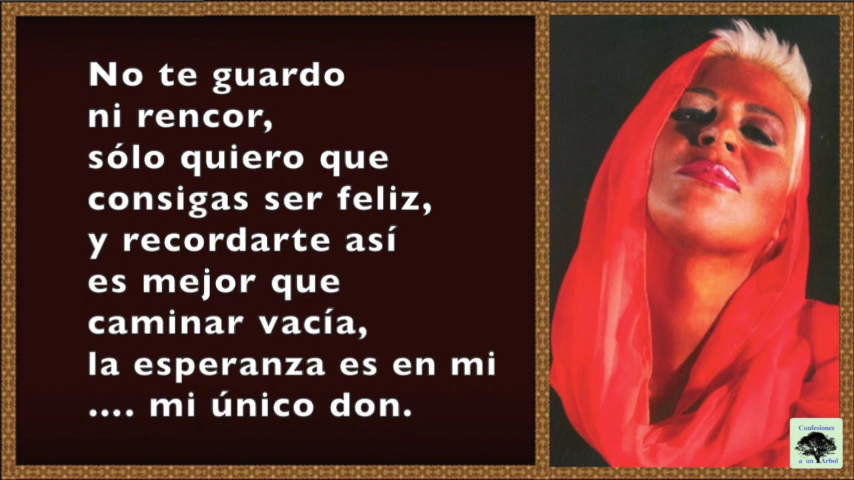 No te guardo
ni rencor,
sólo quiero que
consigas ser feliz,
y recordarte así
es mejor que
caminar vacía,
la esperanza es en mi
.... mi único don.
Confesiones
a un Arbol